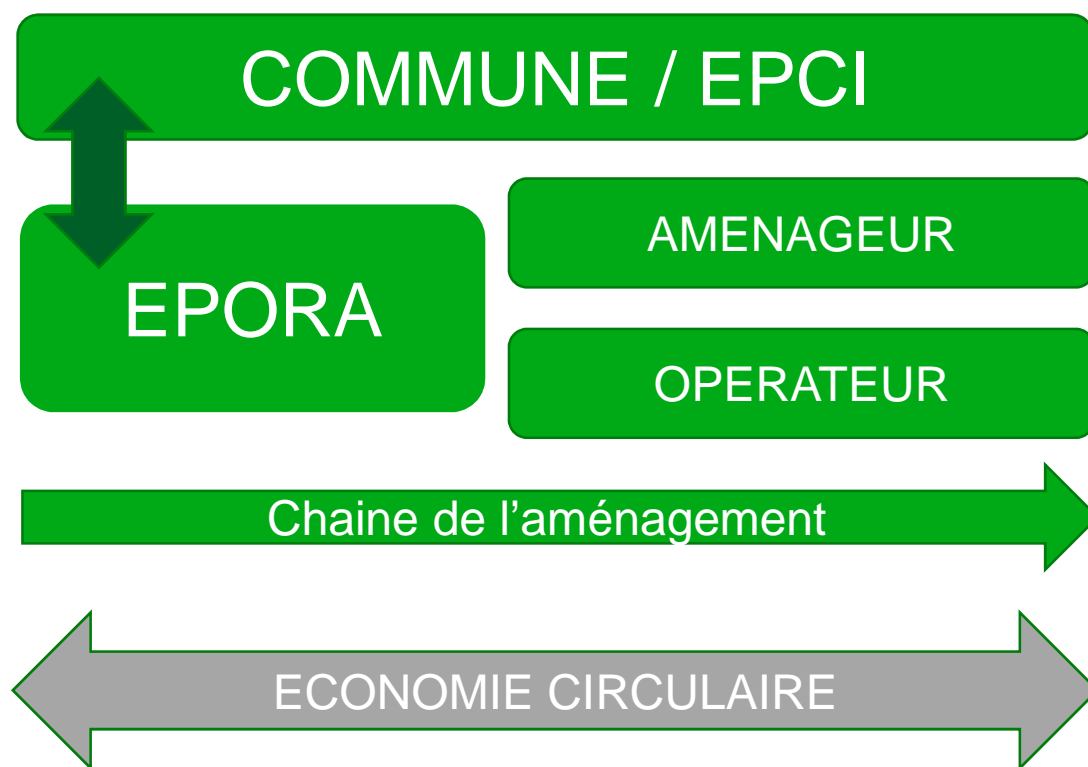 COMMUNE / EPCI
EPORA
AMENAGEUR
OPERATEUR
Chaine de l’aménagement
ECONOMIE CIRCULAIRE